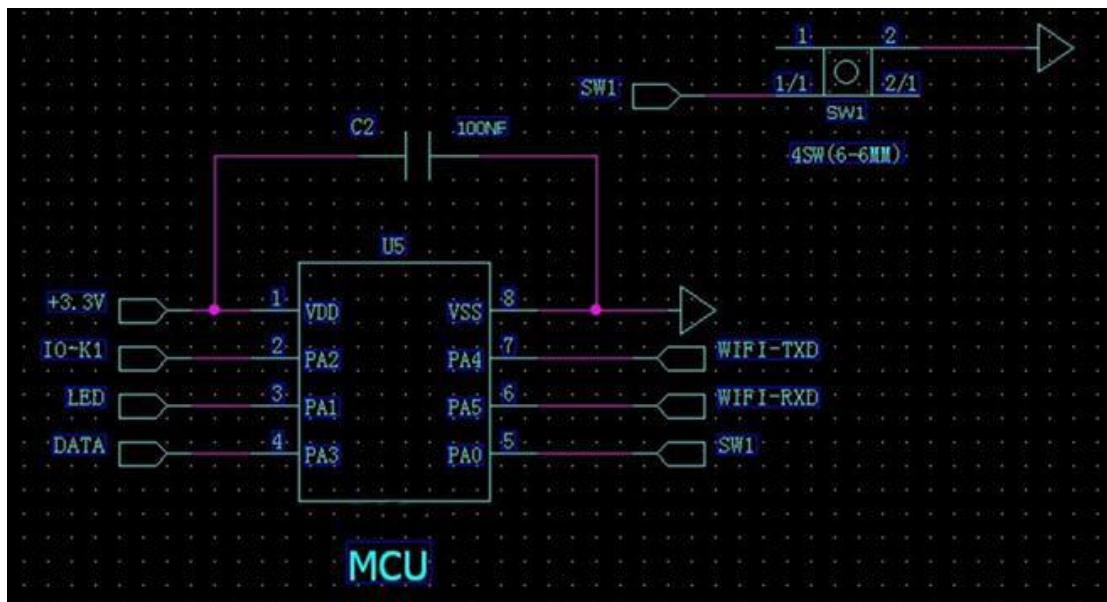 1 2
SW1 1/1 2/1
SW1
4SW(6-6MM)
C2 100NF
U5
+3.3V 1 VDD VSS 8
IO-K1 2 PA2 PA4 7 WIFI-TXD
LED 3 PA1 PA5 6 WIFI-RXD
DATA 4 PA3 PA0 5 SW1
MCU